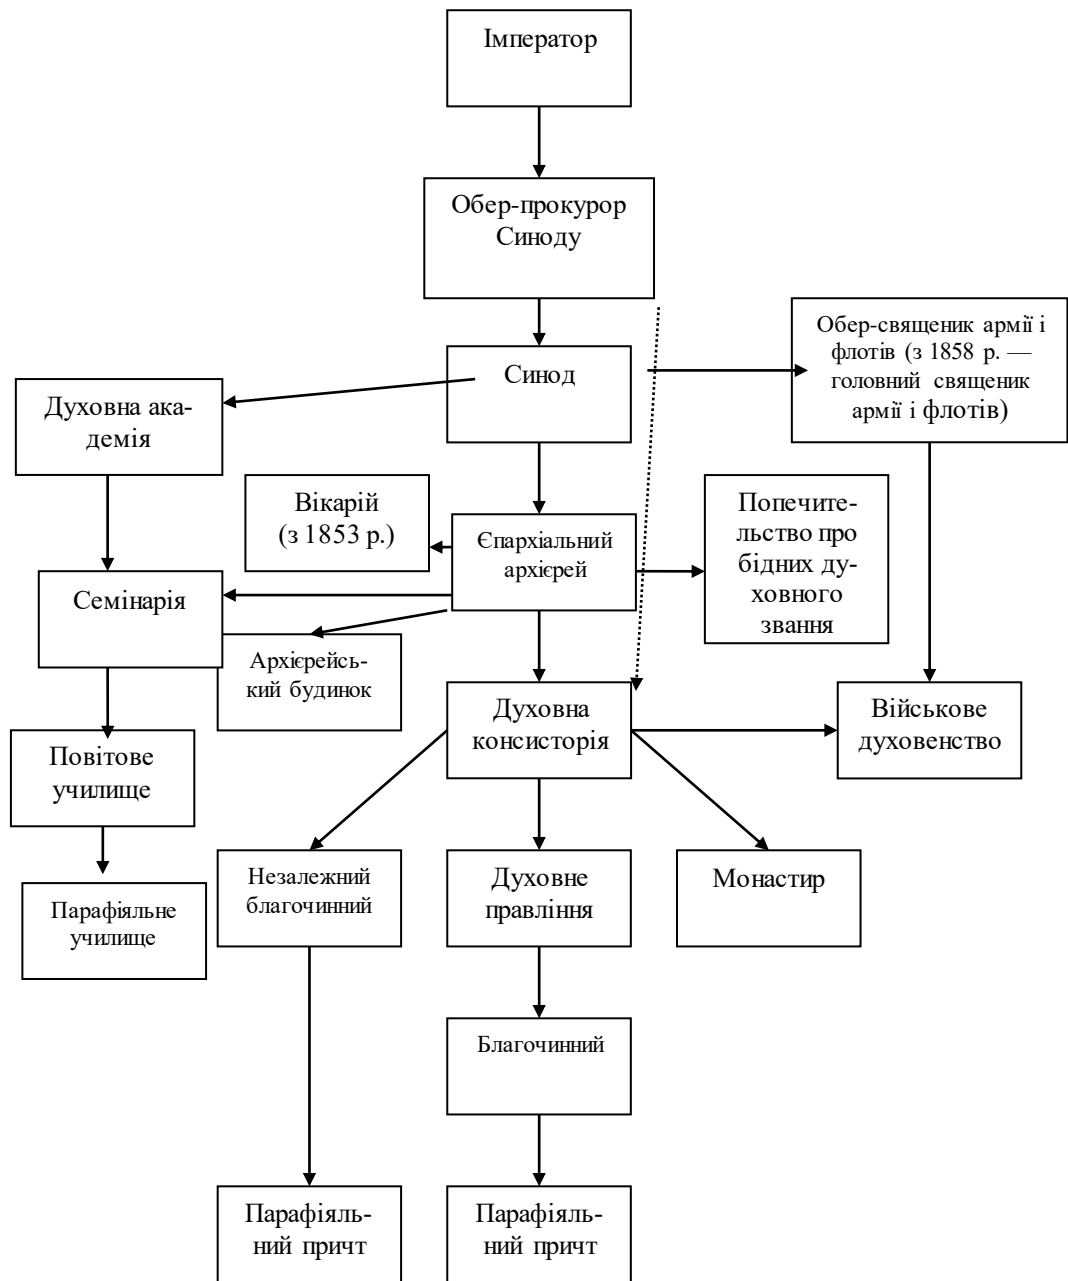 Імператор
Обер-прокурор
Синоду
Обер-священик армії і
флотів (з 1858 р. —
головний священик
армії і флотів)
Синод
Духовна ака-
демія
Вікарій
(з 1853 р.)
Єпархіальний
архієрей
Попечите-
льство про
бідних ду-
ховного
звання
Семінарія
Архієрейсь-
кий будинок
Духовна
консисторія
Військове
духовенство
Повітове
училище
Незалежний
благочинний
Духовне
правління
Монастир
Парафіяльне
училище
Благочинний
Парафіяль-
ний причт
Парафіяль-
ний причт